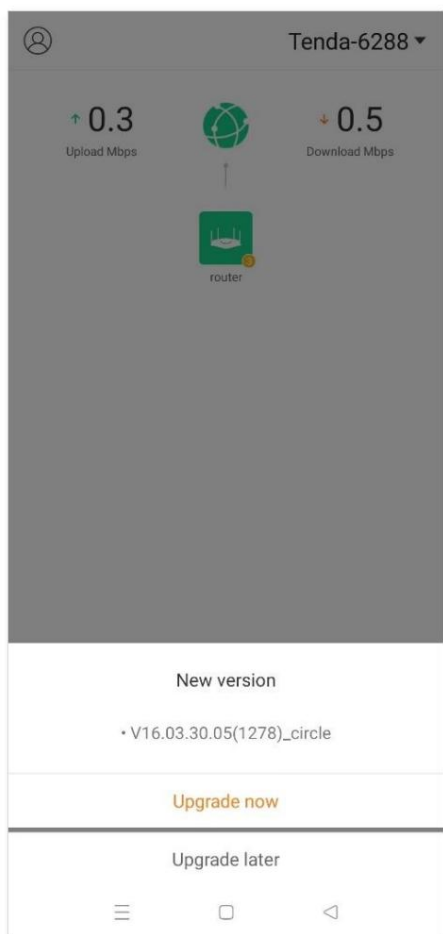 Tenda-6288
0.3
Upload Mbps
0.5
Download Mbps
3
router
New version
• V16.03.30.05(1278)_circle
Upgrade now
Upgrade later